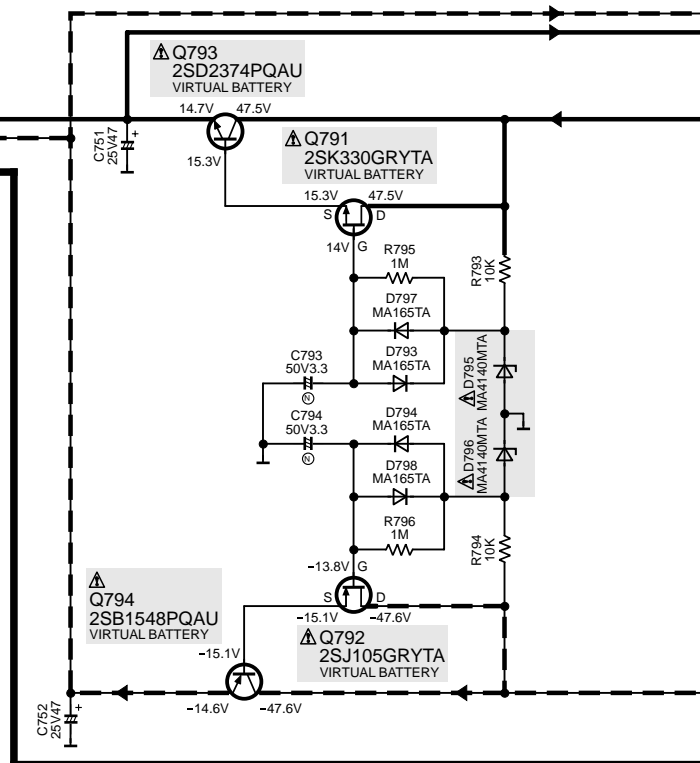 Q793
2SD2374PQAU
VIRTUAL BATTERY
14.7V 47.5V
C751
25V47
+
15.3V
Q791
2SK330GRYTA
VIRTUAL BATTERY
15.3V 47.5V
S D
14V G
R795
1M
R793
10K
D797
MA165TA
C793
50V3.3
N
D793
MA165TA
D795
MA4140MTA
C794
50V3.3
N
D794
MA165TA
D796
MA4140MTA
D798
MA165TA
R796
1M
R794
10K
−13.8V G
S D
−15.1V −47.6V
Q794
2SB1548PQAU
VIRTUAL BATTERY
Q792
2SJ105GRYTA
VIRTUAL BATTERY
−15.1V
−14.6V −47.6V
C752
25V47
+